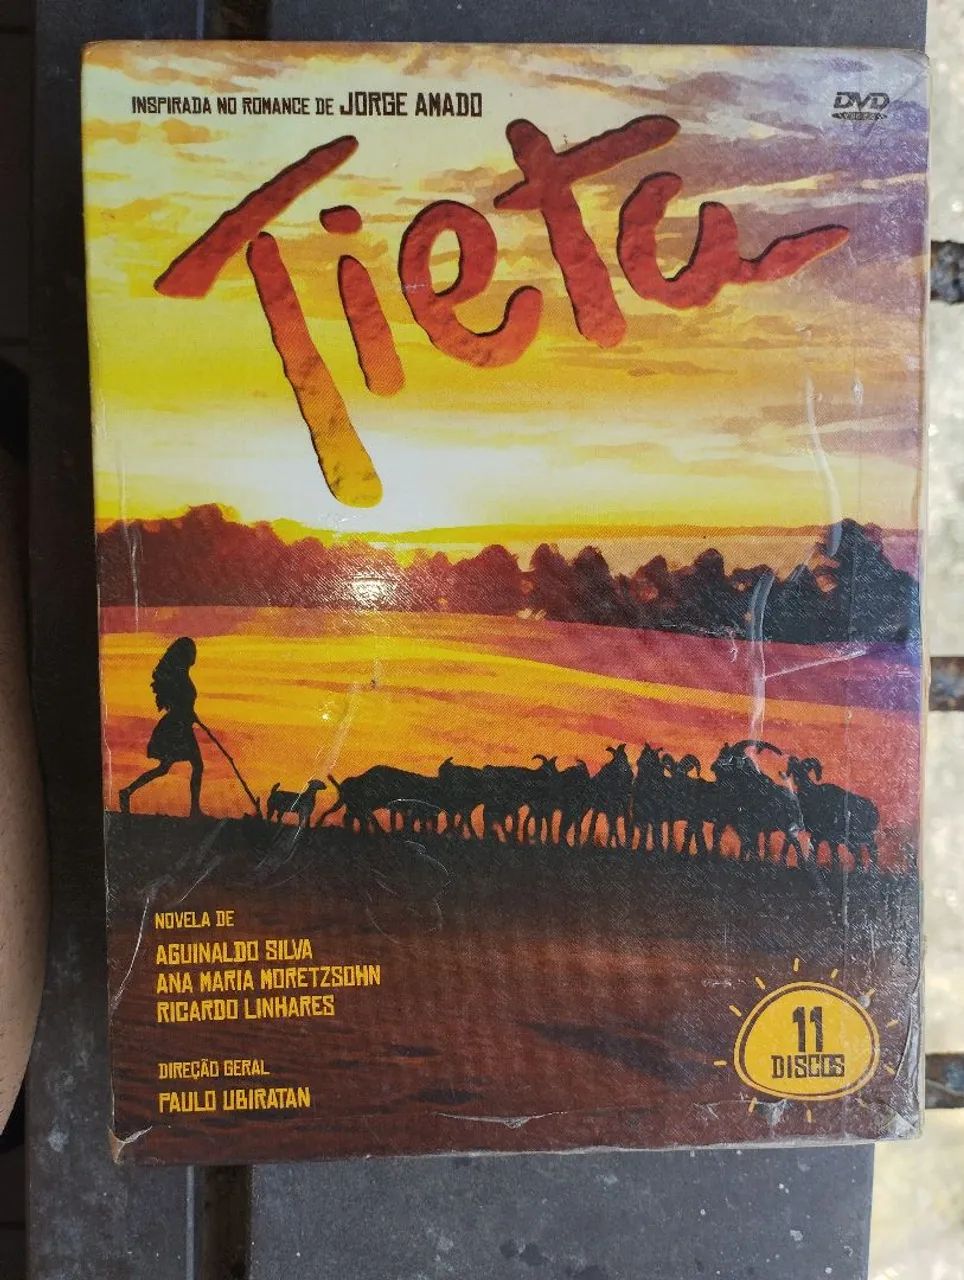 INSPIRADA NO ROMANCE DE JORGE AMADO
DVD
VIDEO
Tieta
NOVELA DE
AGUINALDO SILVA
ANA MARIA MORETZSOHN
RICARDO LINHARES
DIREÇÃO GERAL
PAULO UBIRATAN
11
DISCOS